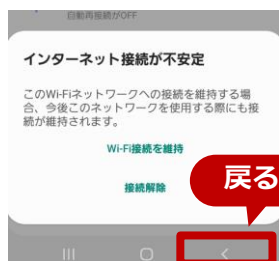 自動再接続がOFF
インターネット接続が不安定
このWi-Fiネットワークへの接続を維持する場
合、今後このネットワークを使用する際にも接
続が維持されます。
Wi-Fi接続を維持
接続解除
戻る